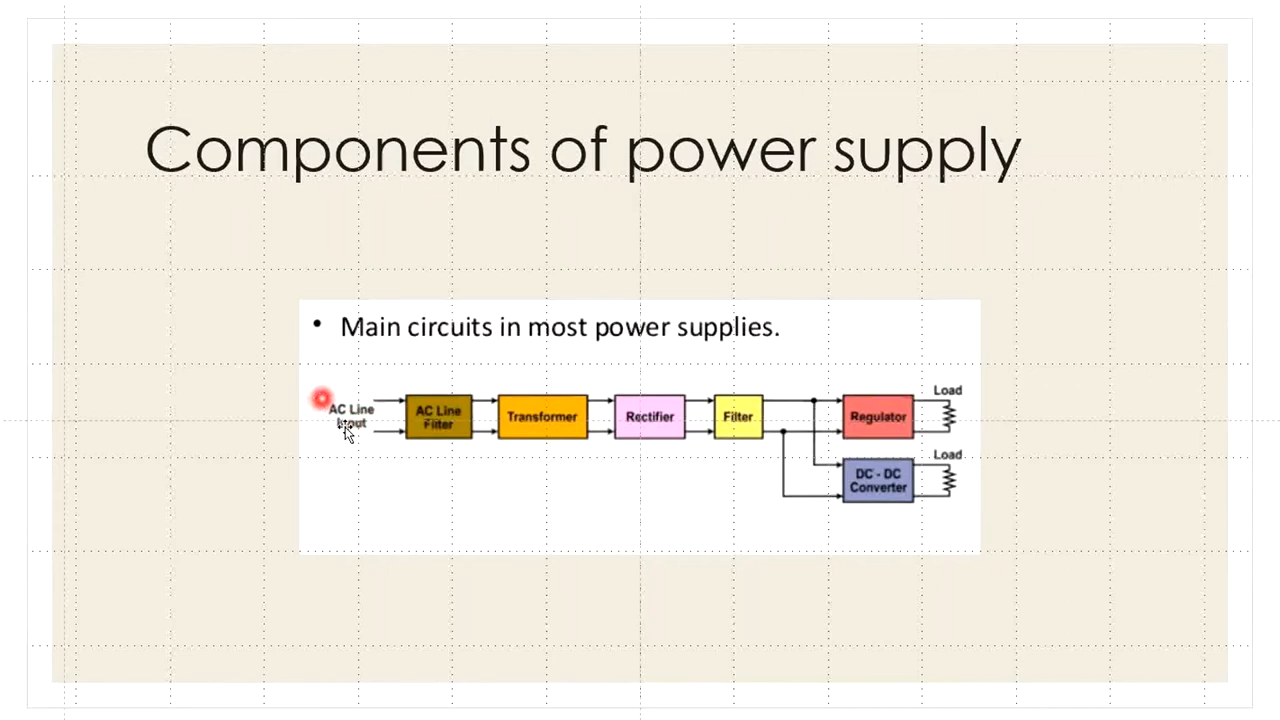 Components of power supply
• Main circuits in most power supplies.
AC Line
Input
AC Line
Filter
Transformer
Rectifier
Filter
Regulator
Load
DC - DC
Converter
Load